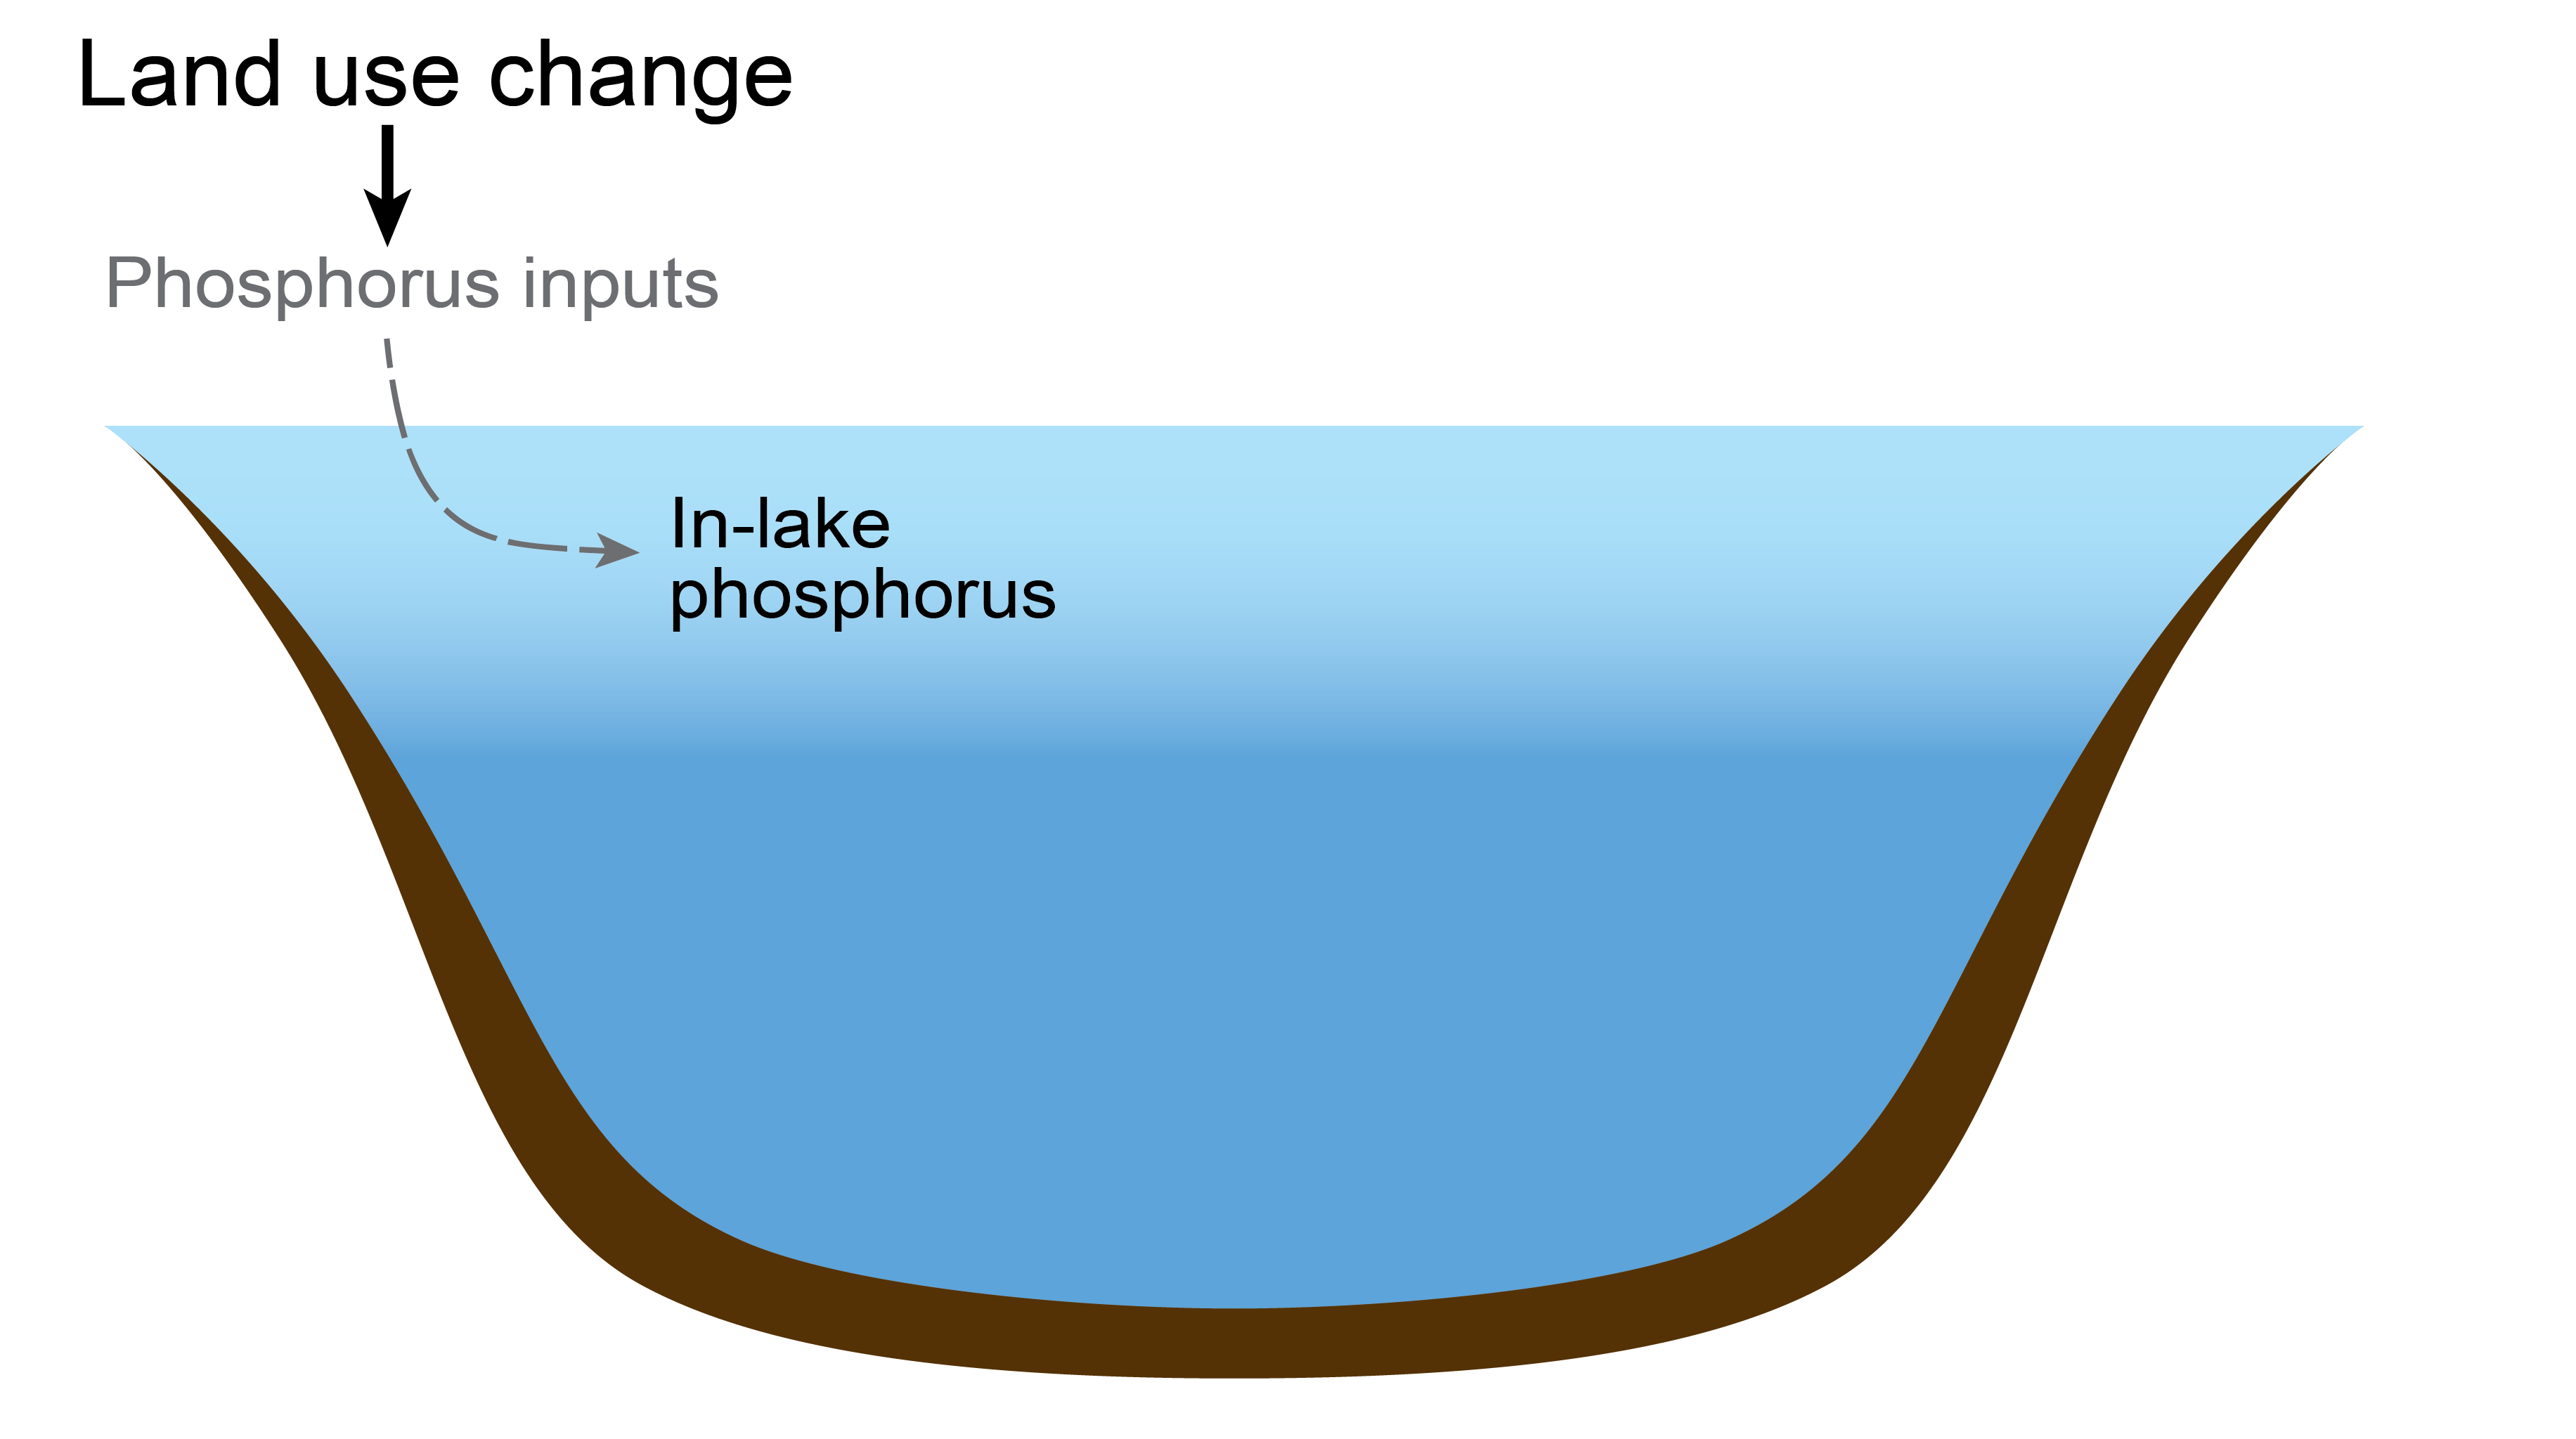 Land use change
Phosphorus inputs
In-lake
phosphorus